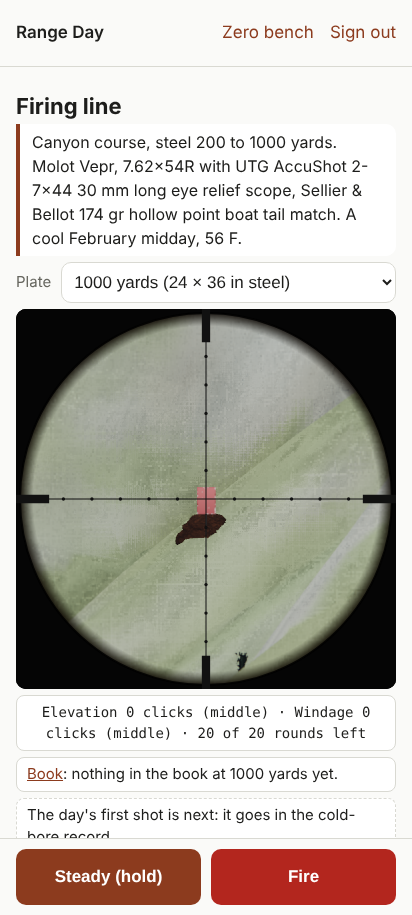 Range Day
Zero bench
Sign out
Firing line
Canyon course, steel 200 to 1000 yards.
Molot Vepr, 7.62×54R with UTG AccuShot 2-
7×44 30 mm long eye relief scope, Sellier &
Bellot 174 gr hollow point boat tail match. A
cool February midday, 56 F.
Plate
1000 yards (24 × 36 in steel)
Elevation 0 clicks (middle) · Windage 0
clicks (middle) · 20 of 20 rounds left
Book: nothing in the book at 1000 yards yet.
The day's first shot is next: it goes in the cold-
bore record
Steady (hold)
Fire